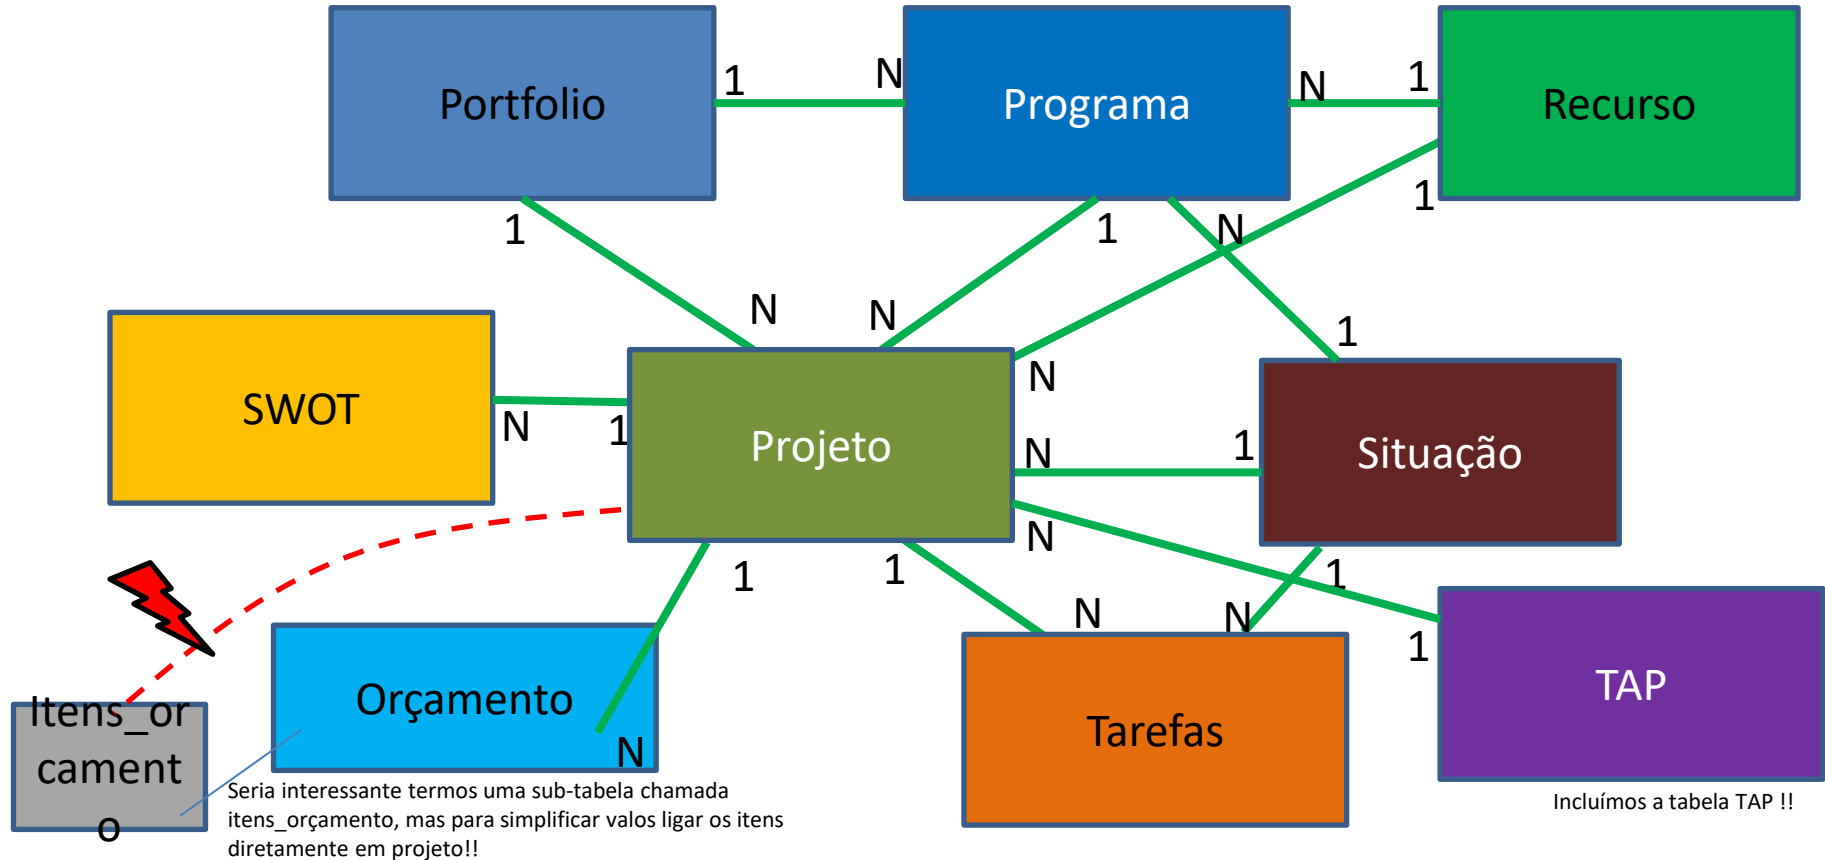 Portfolio
1
N
Programa
N
1
Recurso
1
1
N
1
N
N
N
1
SWOT
N
1
Projeto
N
1
Situação
N
1
1
N
1
N
1
Itens_or
cament
o
Orçamento
N
Tarefas
TAP
Seria interessante termos uma sub-tabela chamada
itens_orçamento, mas para simplificar valos ligar os itens
diretamente em projeto!!
Incluímos a tabela TAP !!